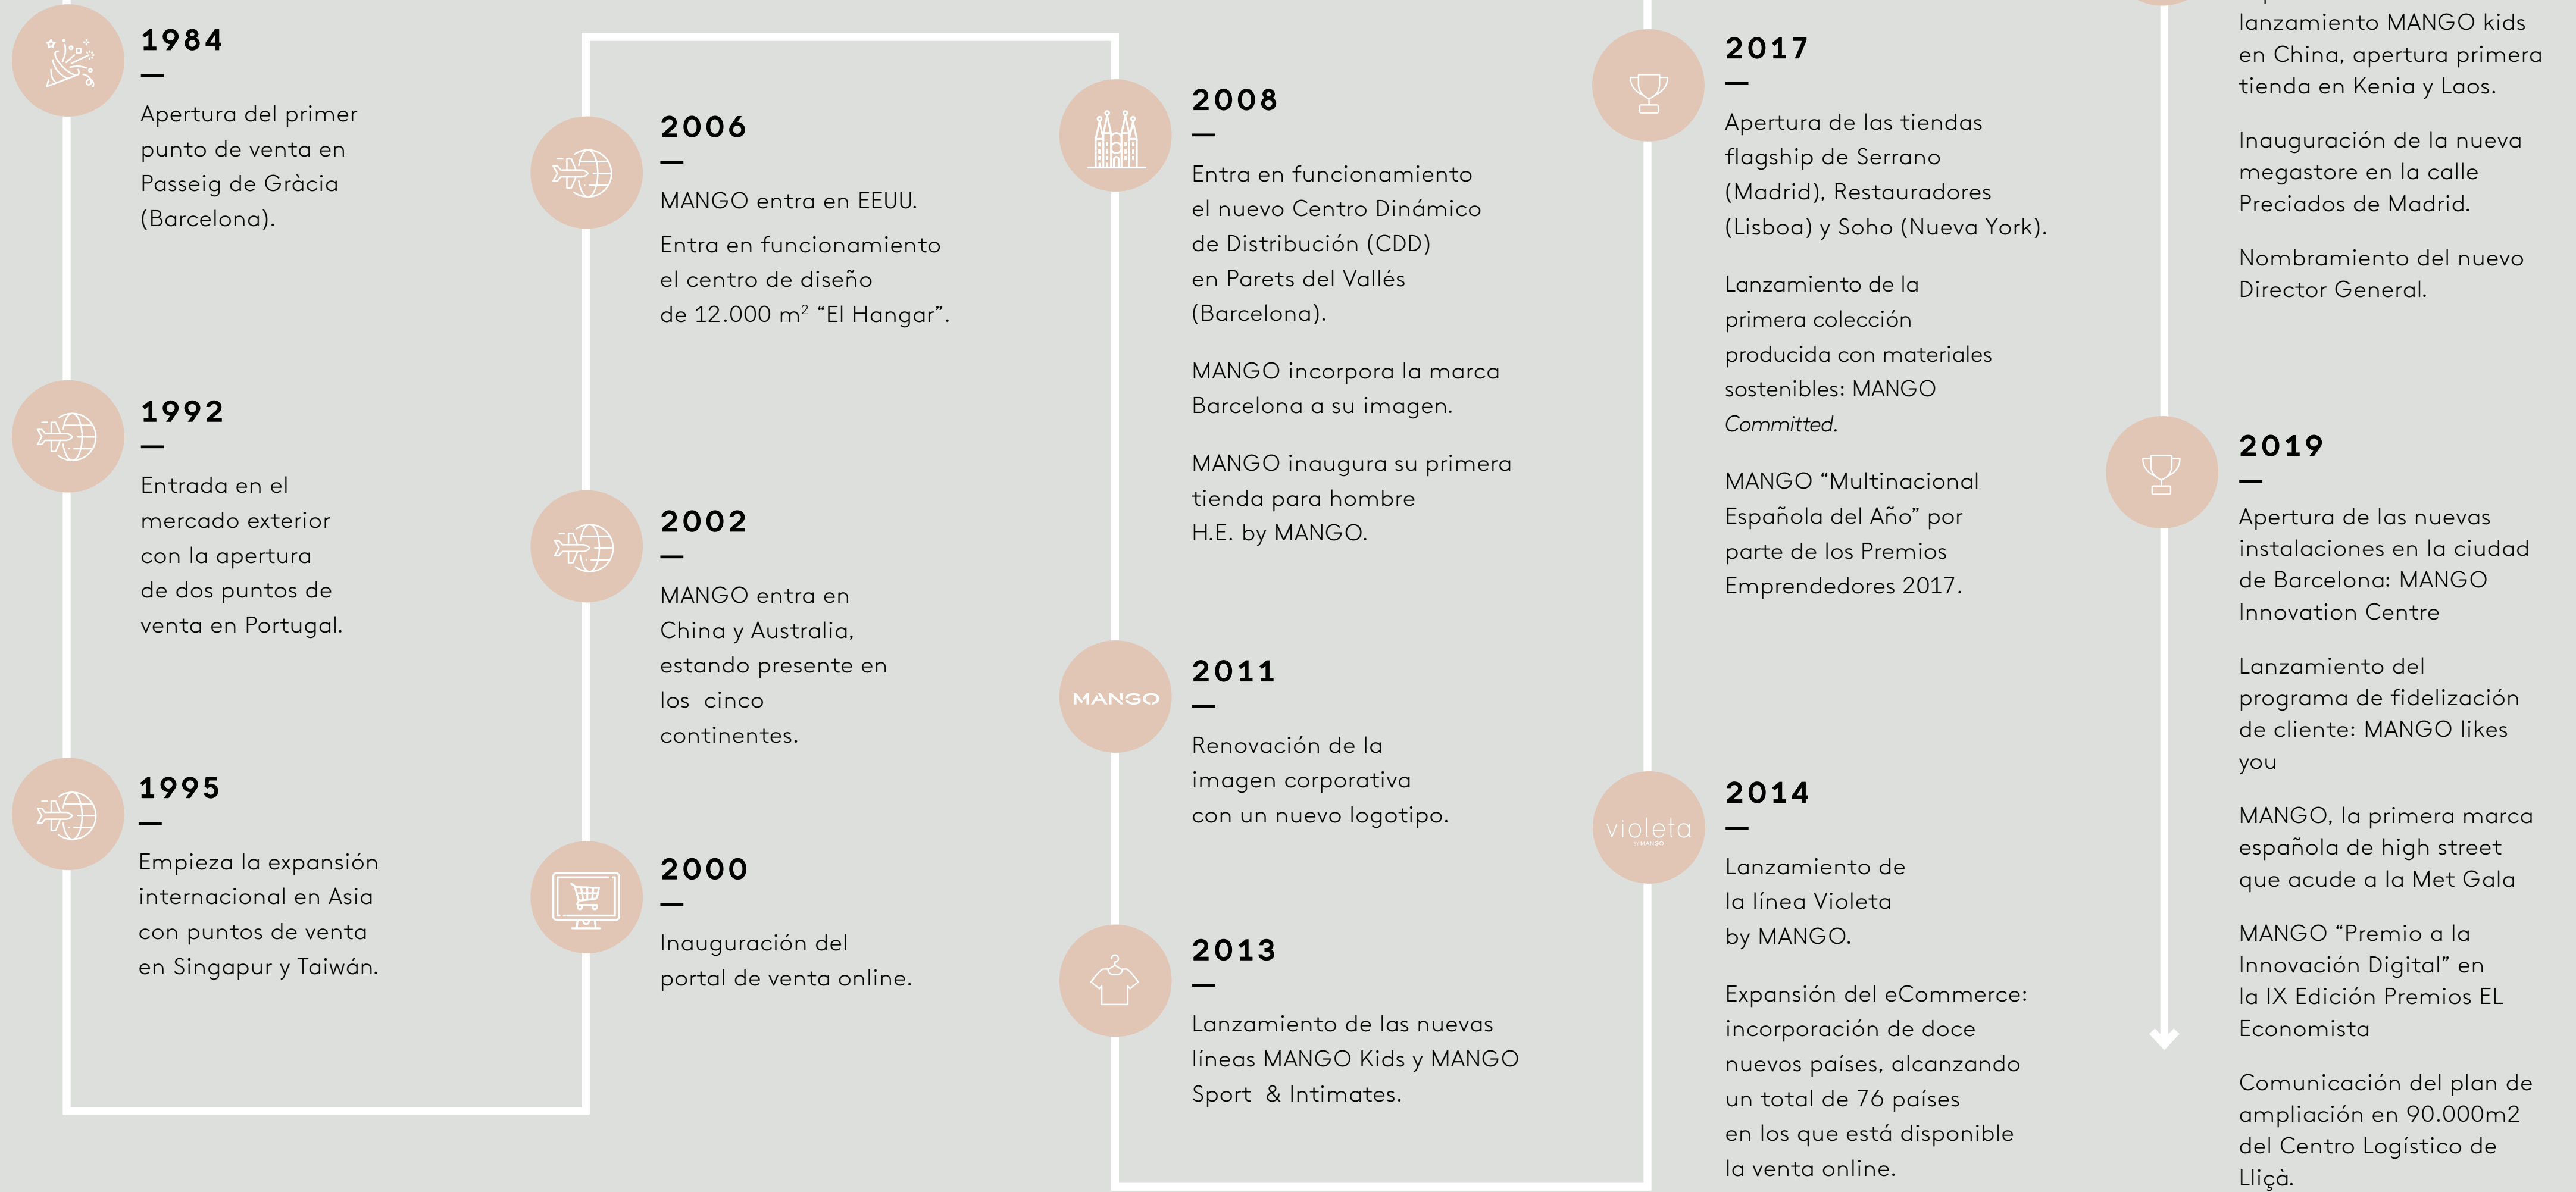 1984
Apertura del primer
punto de venta en
Passeig de Gràcia
(Barcelona).
1992
Entrada en el
mercado exterior
con la apertura
de dos puntos de
venta en Portugal.
1995
Empieza la expansión
internacional en Asia
con puntos de venta
en Singapur y Taiwán.
2006
MANGO entra en EEUU.
Entra en funcionamiento
el centro de diseño
de 12.000 m² “El Hangar”.
2002
MANGO entra en
China y Australia,
estando presente en
los cinco
continentes.
2000
Inauguración del
portal de venta online.
2008
Entra en funcionamiento
el nuevo Centro Dinámico
de Distribución (CDD)
en Parets del Vallés
(Barcelona).
MANGO incorpora la marca
Barcelona a su imagen.
MANGO inaugura su primera
tienda para hombre
H.E. by MANGO.
MANGO
2011
Renovación de la
imagen corporativa
con un nuevo logotipo.
2013
Lanzamiento de las nuevas
líneas MANGO Kids y MANGO
Sport & Intimates.
2017
Apertura de las tiendas
flagship de Serrano
(Madrid), Restauradores
(Lisboa) y Soho (Nueva York).
Lanzamiento de la
primera colección
producida con materiales
sostenibles: MANGO
Committed.
MANGO “Multinacional
Española del Año” por
parte de los Premios
Emprendedores 2017.
violeta
BY MANGO
2014
Lanzamiento de
la línea Violeta
by MANGO.
Expansión del eCommerce:
incorporación de doce
nuevos países, alcanzando
un total de 76 países
en los que está disponible
la venta online.
lanzamiento MANGO kids
en China, apertura primera
tienda en Kenia y Laos.
Inauguración de la nueva
megastore en la calle
Preciados de Madrid.
Nombramiento del nuevo
Director General.
2019
Apertura de las nuevas
instalaciones en la ciudad
de Barcelona: MANGO
Innovation Centre
Lanzamiento del
programa de fidelización
de cliente: MANGO likes
you
MANGO, la primera marca
española de high street
que acude a la Met Gala
MANGO “Premio a la
Innovación Digital” en
la IX Edición Premios EL
Economista
Comunicación del plan de
ampliación en 90.000m2
del Centro Logístico de
Lliçà.